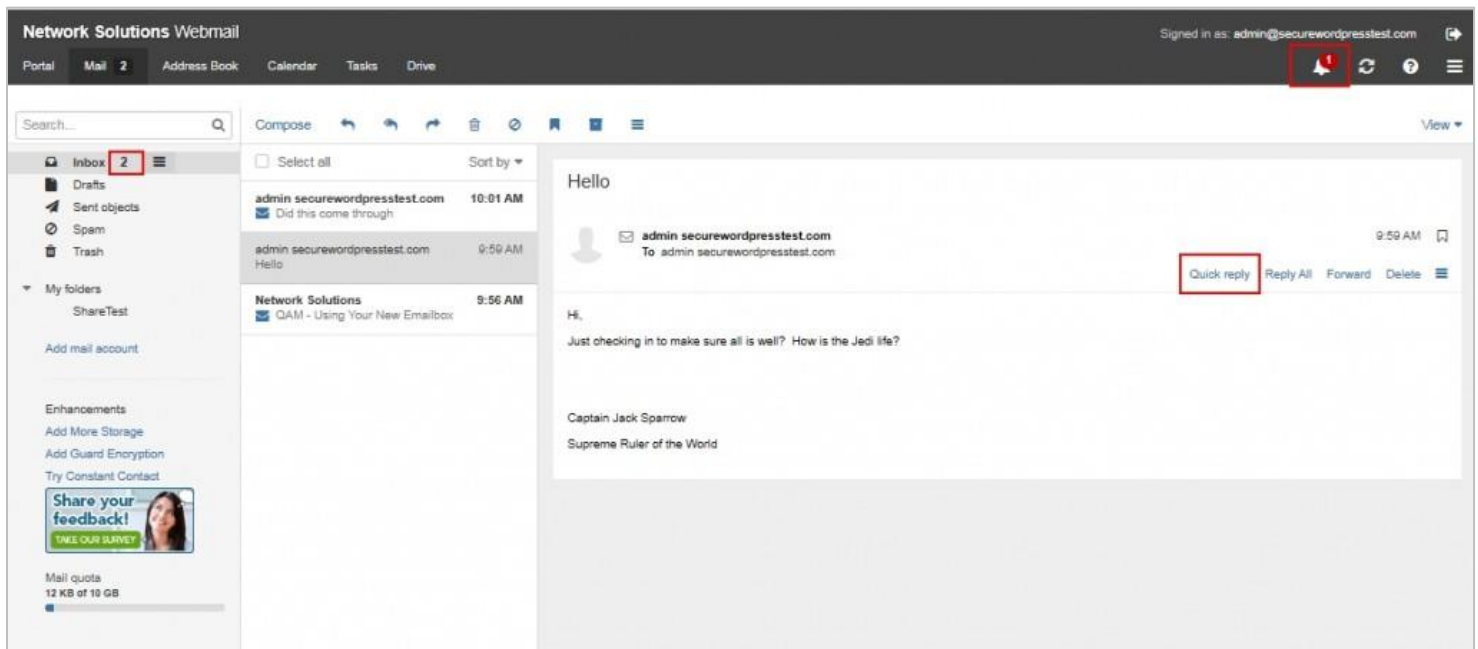 Network Solutions Webmail
Signed in as: admin@securewordpresstest.com
Portal Mail 2 Address Book Calendar Tasks Drive
1
Search...
Compose
View
Inbox 2
Drafts
Sent objects
Spam
Trash
My folders
ShareTest
Add mail account
Enhancements
Add More Storage
Add Guard Encryption
Try Constant Contact
Share your
feedback!
TAKE OUR SURVEY
Mail quota
12 KB of 10 GB
Select all Sort by
admin securewordpresstest.com 10:01 AM
Did this come through
admin securewordpresstest.com 9:59 AM
Hello
Network Solutions 9:56 AM
QAM - Using Your New Emailbox
Hello
admin securewordpresstest.com 9:59 AM
To admin securewordpresstest.com
Quick reply Reply All Forward Delete
Hi,
Just checking in to make sure all is well? How is the Jedi life?
Captain Jack Sparrow
Supreme Ruler of the World